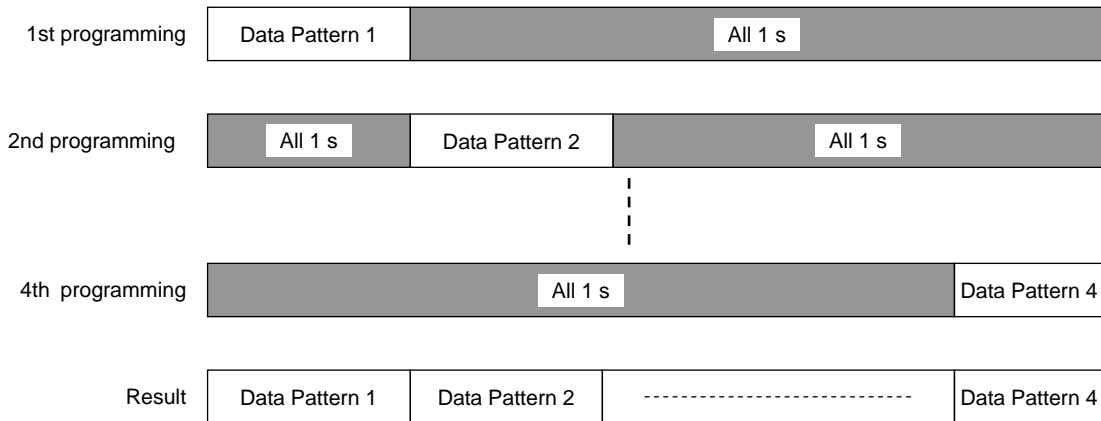 1st programming Data Pattern 1 All 1 s
2nd programming All 1 s Data Pattern 2 All 1 s
4th programming All 1 s Data Pattern 4
Result Data Pattern 1 Data Pattern 2 Data Pattern 4